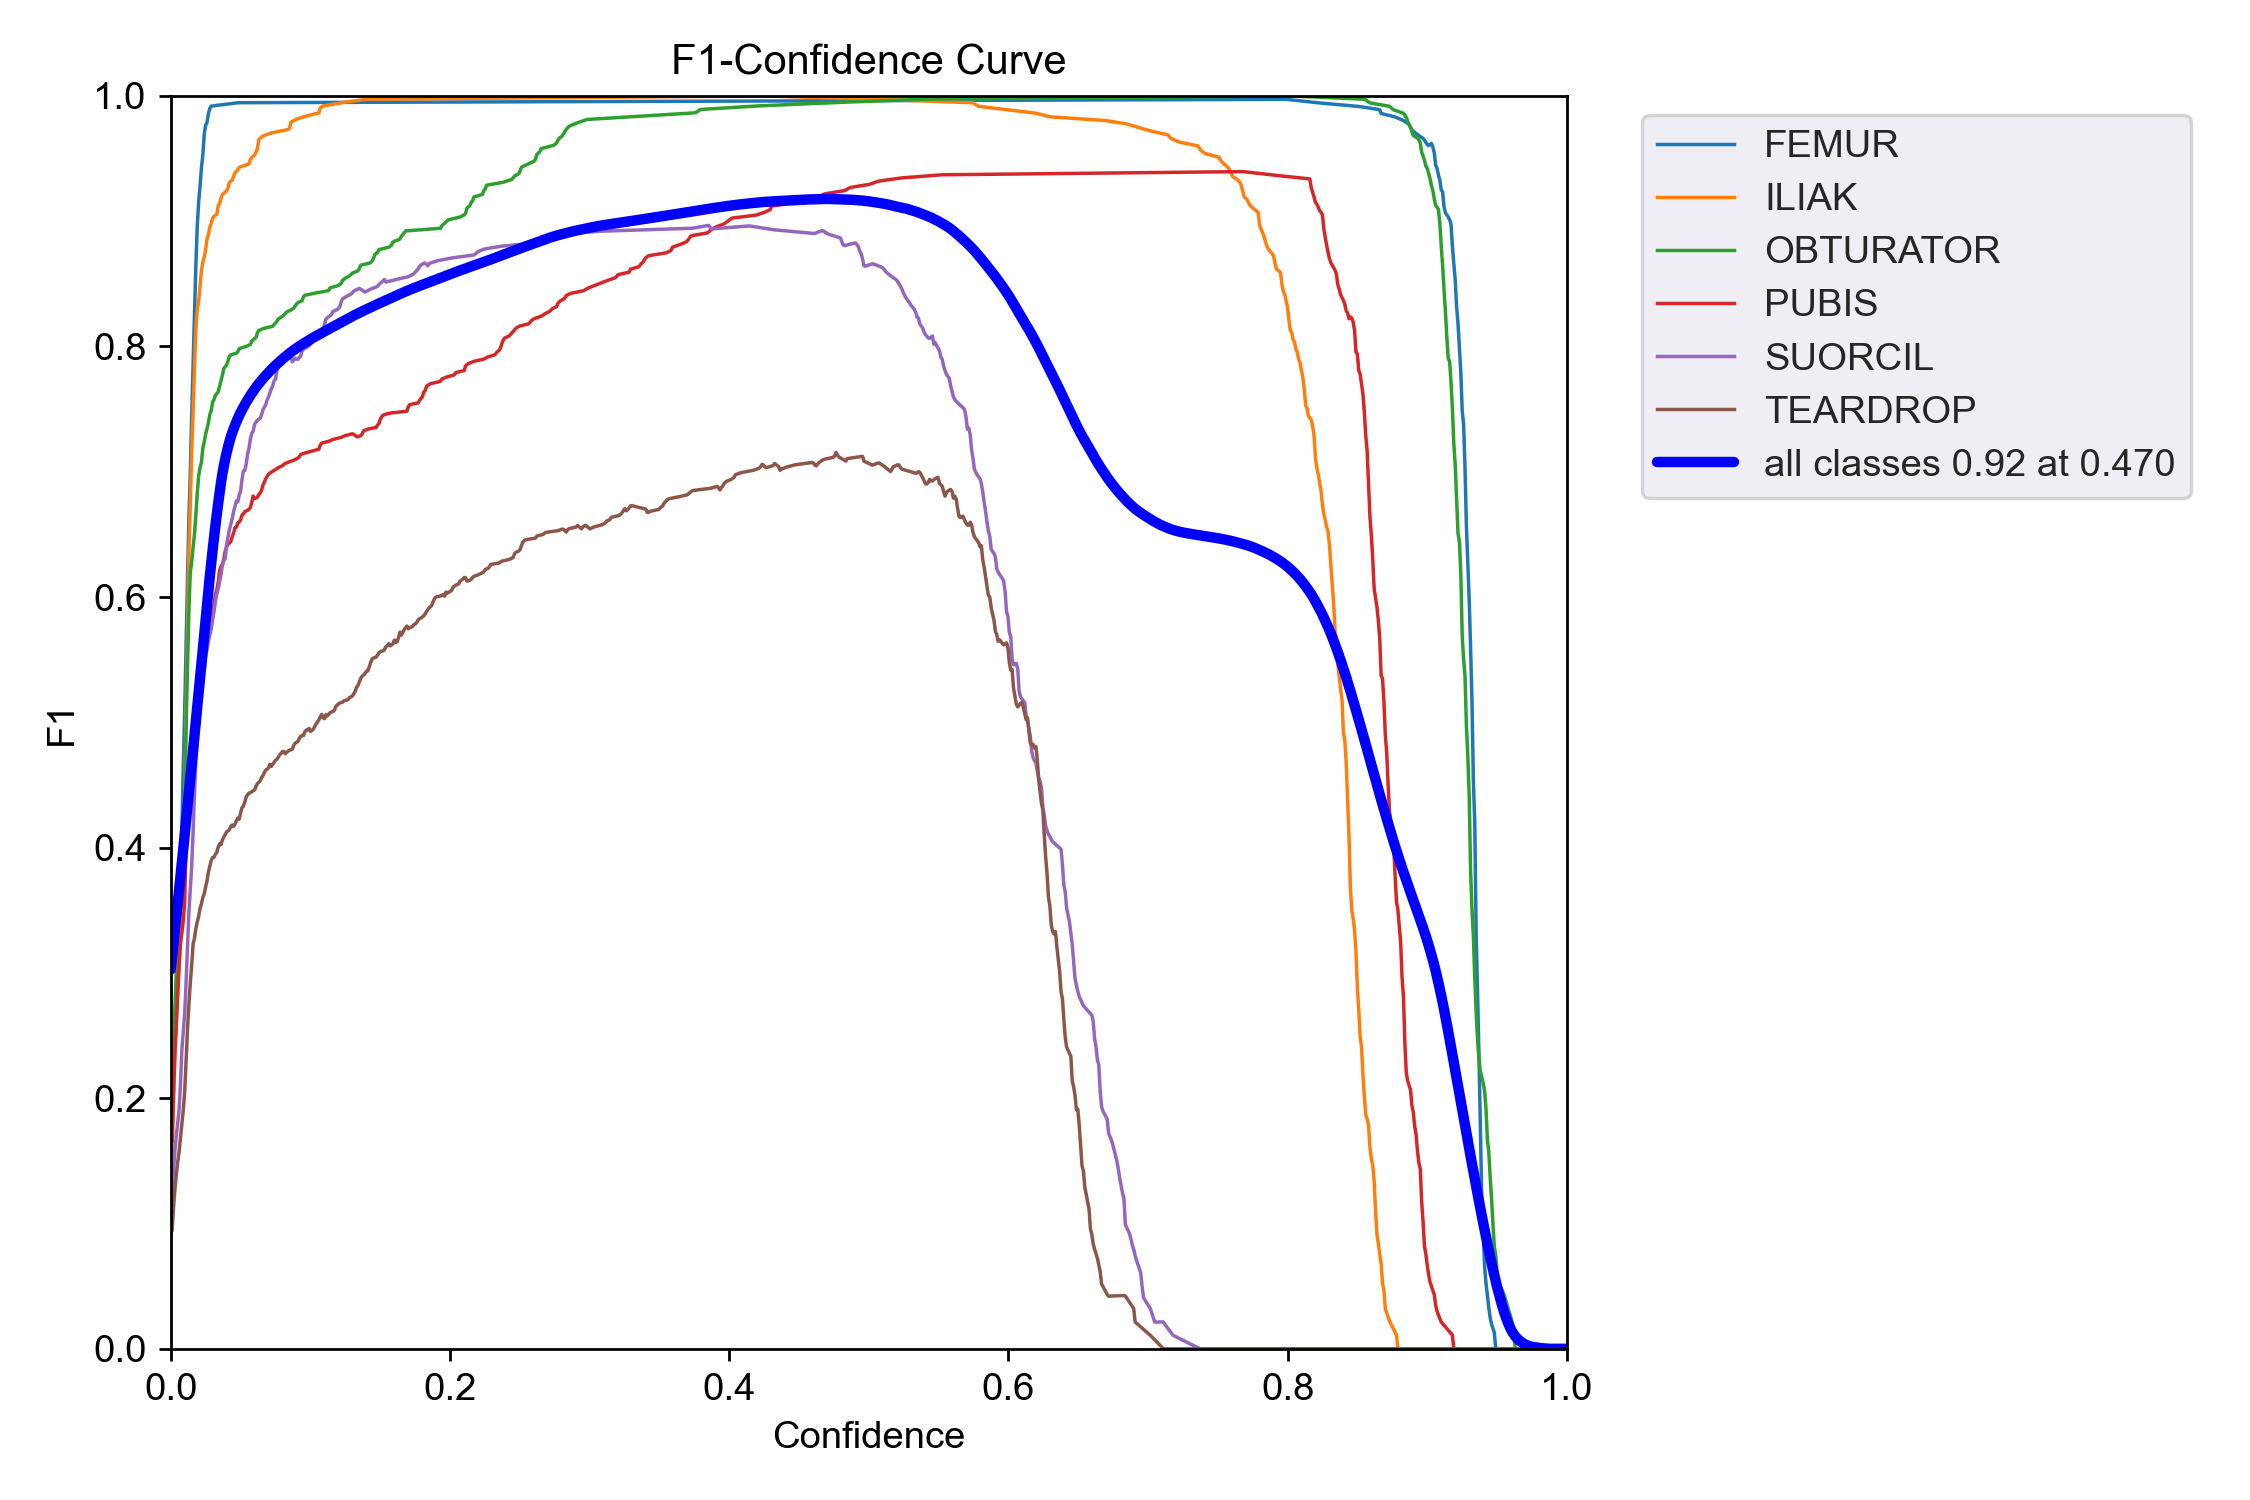 F1-Confidence Curve
1.0
0.8
0.6
0.4
0.2
0.0
F1
0.0 0.2 0.4 0.6 0.8 1.0
Confidence
FEMUR
ILIAK
OBTURATOR
PUBIS
SUORCIL
TEARDROP
all classes 0.92 at 0.470